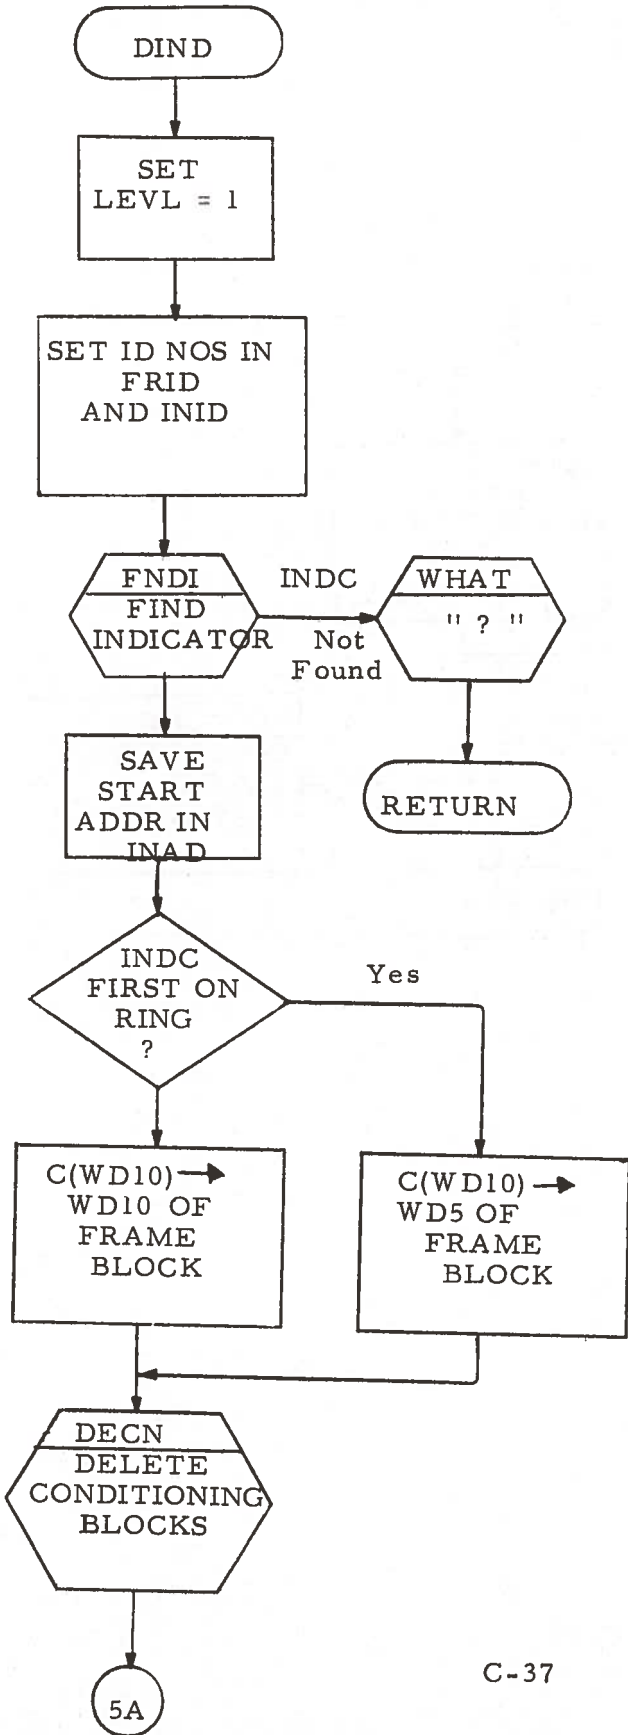 DIND
SET
LEVL = 1
SET ID NOS IN
FRID
AND INID
FNDI
FIND
INDICATOR
INDC
Not
Found
WHAT
" ? "
RETURN
SAVE
START
ADDR IN
INAD
INDC
FIRST ON
RING
?
Yes
C(WD10) →
WD10 OF
FRAME
BLOCK
C(WD10) →
WD5 OF
FRAME
BLOCK
DECN
DELETE
CONDITIONING
BLOCKS
5A
C-37